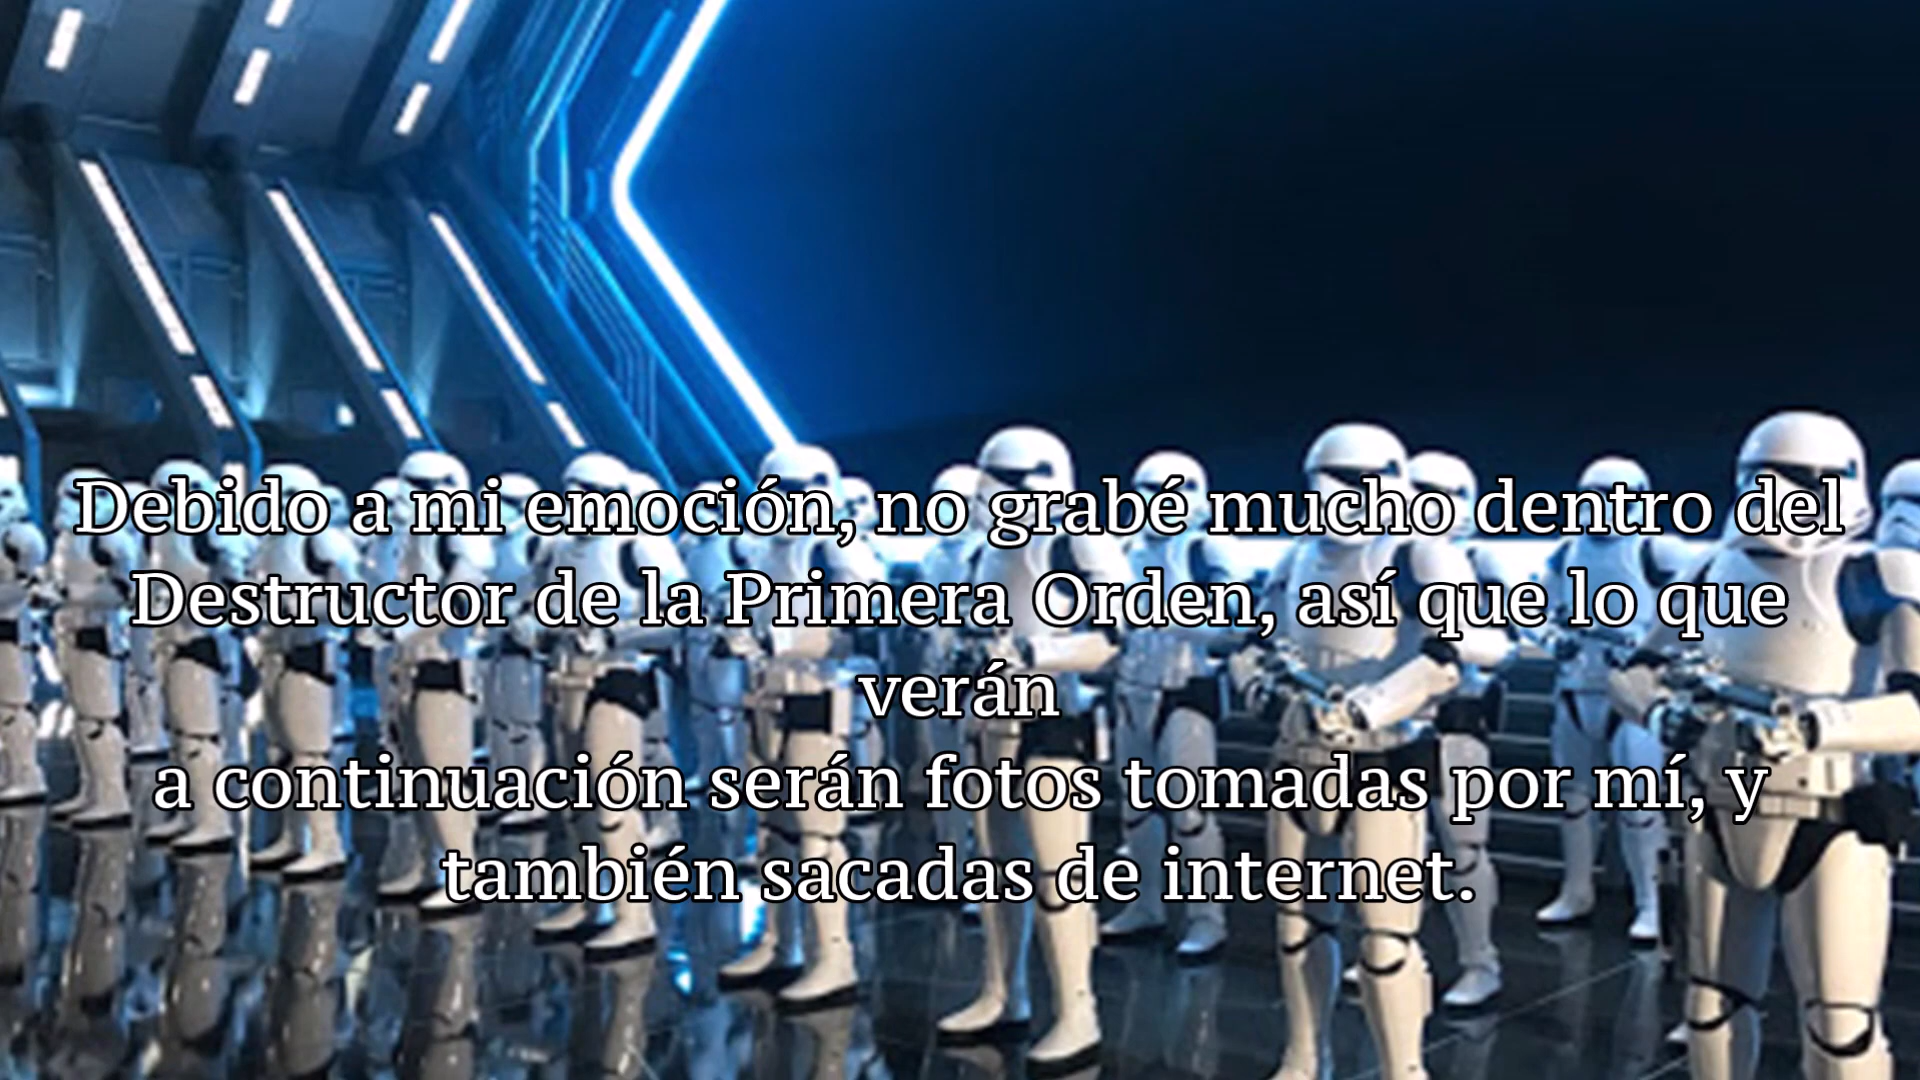 Debido a mi emoción, no grabé mucho dentro del
Destructor de la Primera Orden, así que lo que
verán
a continuación serán fotos tomadas por mí, y
también sacadas de internet.